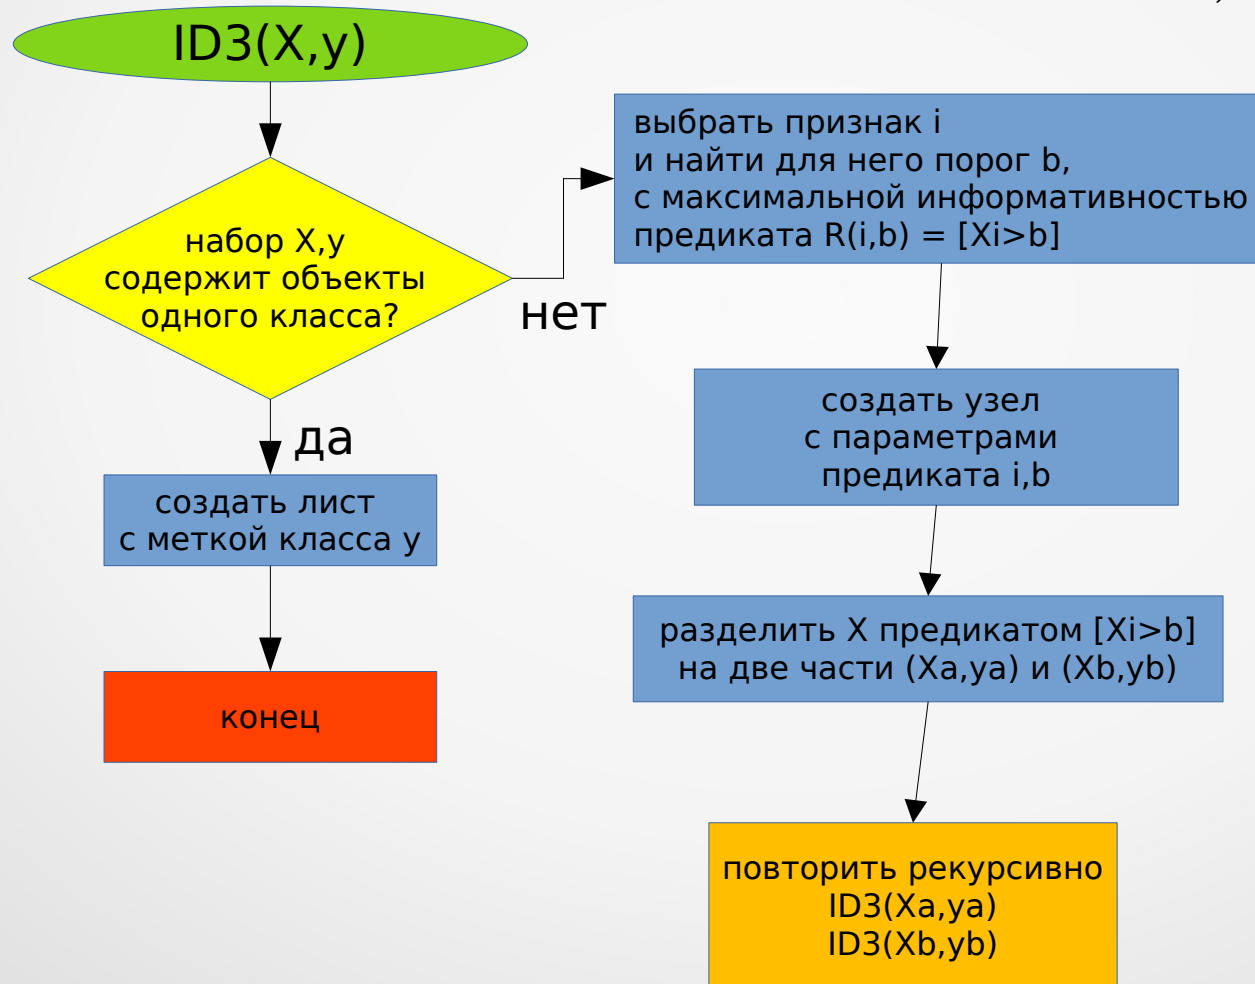 ID3(X,y)
набор X,y
содержит объекты
одного класса?
да
создать лист
с меткой класса y
конец
нет
выбрать признак i
и найти для него порог b,
с максимальной информативностью
предиката R(i,b) = [Xi>b]
создать узел
с параметрами
предиката i,b
разделить X предикатом [Xi>b]
на две части (Xa,ya) и (Xb,yb)
повторить рекурсивно
ID3(Xa,ya)
ID3(Xb,yb)